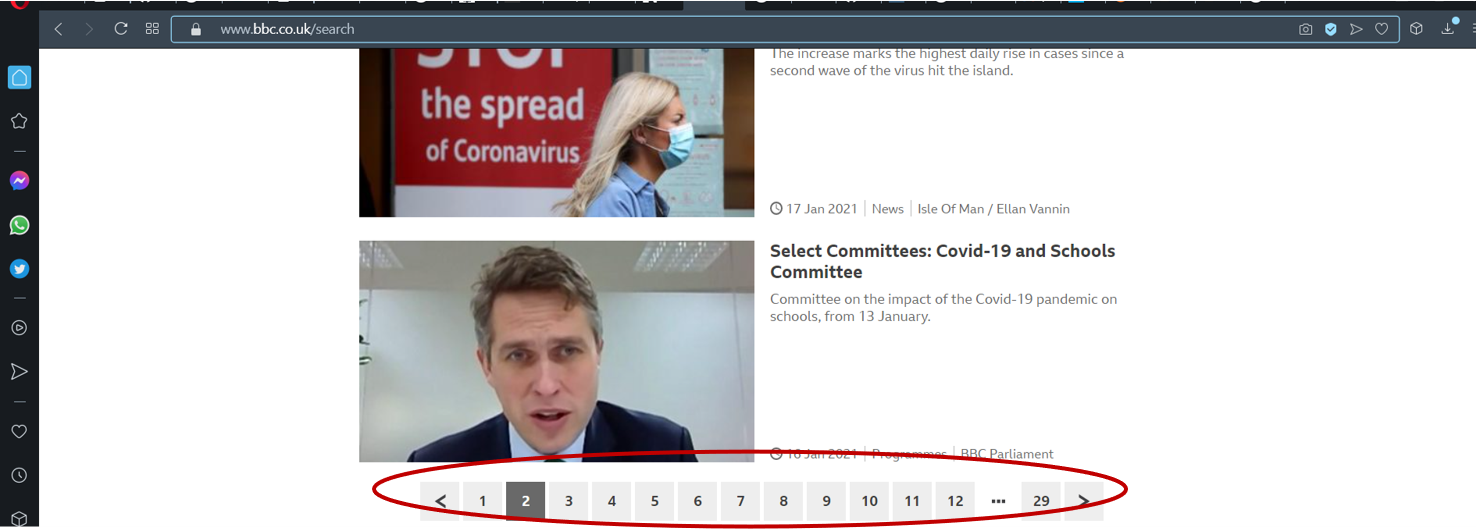 www.bbc.co.uk/search
STOP
the spread
of Coronavirus
The increase marks the highest daily rise in cases since a
second wave of the virus hit the island.
17 Jan 2021 | News | Isle Of Man / Ellan Vannin
Select Committees: Covid-19 and Schools
Committee
Committee on the impact of the Covid-19 pandemic on
schools, from 13 January.
16 Jan 2021 | Programmes | BBC Parliament
< 1 2 3 4 5 6 7 8 9 10 11 12 ... 29 >